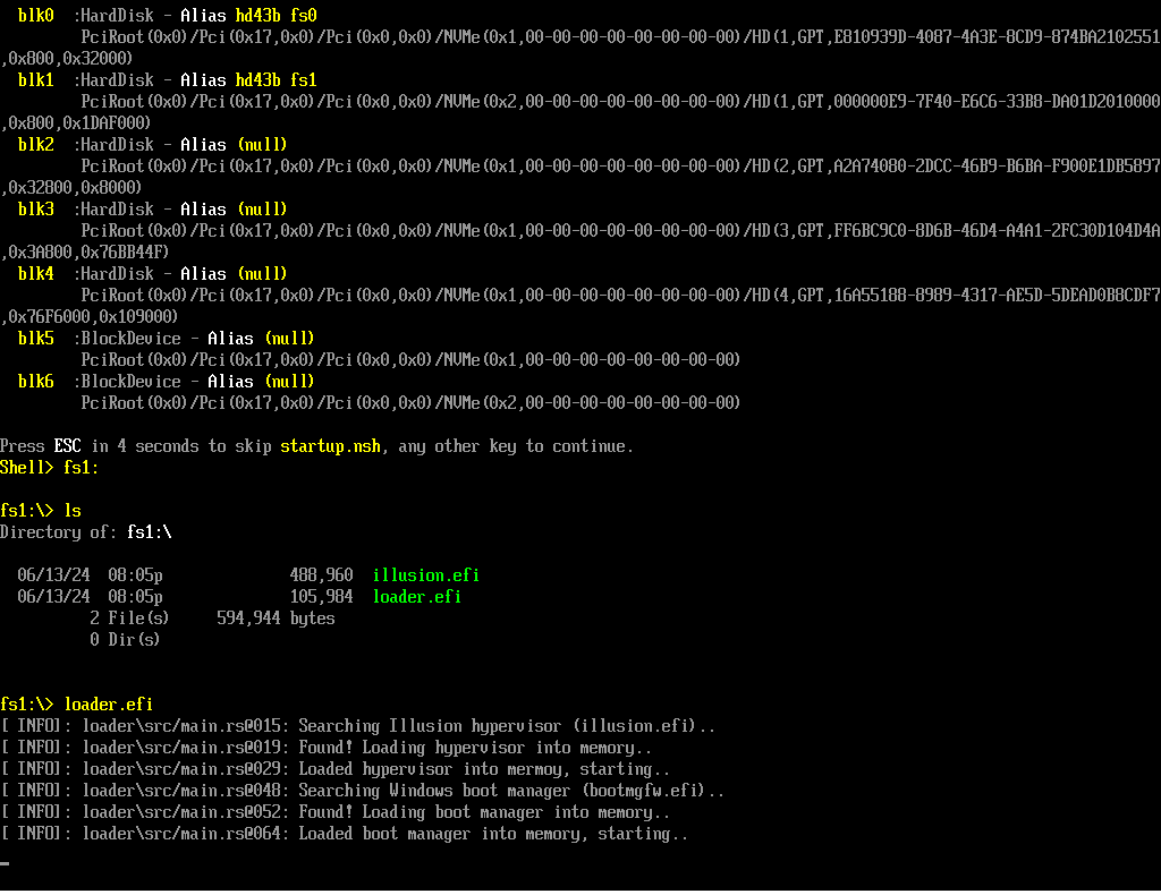 blk0 :HardDisk - Alias hd43b fs0
PciRoot(0x0)/Pci(0x17,0x0)/Pci(0x0,0x0)/NVMe(0x1,00-00-00-00-00-00-00-00)/HD(1,GPT,E810939D-4087-4A3E-8CD9-874BA2102551
,0x800,0x32000)
blk1 :HardDisk - Alias hd43b fs1
PciRoot(0x0)/Pci(0x17,0x0)/Pci(0x0,0x0)/NVMe(0x2,00-00-00-00-00-00-00-00)/HD(1,GPT,000000E9-7F40-E6C6-33B8-DA01D2010000
,0x800,0x1DAF000)
blk2 :HardDisk - Alias (null)
PciRoot(0x0)/Pci(0x17,0x0)/Pci(0x0,0x0)/NVMe(0x1,00-00-00-00-00-00-00-00)/HD(2,GPT,A2A74080-2DCC-46B9-B6BA-F900E1DB5897
,0x32800,0x8000)
blk3 :HardDisk - Alias (null)
PciRoot(0x0)/Pci(0x17,0x0)/Pci(0x0,0x0)/NVMe(0x1,00-00-00-00-00-00-00-00)/HD(3,GPT,FF6BC9C0-8D6B-46D4-A4A1-2FC30D104D4A
,0x3A800,0x76BB44F)
blk4 :HardDisk - Alias (null)
PciRoot(0x0)/Pci(0x17,0x0)/Pci(0x0,0x0)/NVMe(0x1,00-00-00-00-00-00-00-00)/HD(4,GPT,16A55188-8989-4317-AE5D-5DEAD0B8CDF7
,0x76F6000,0x109000)
blk5 :BlockDevice - Alias (null)
PciRoot(0x0)/Pci(0x17,0x0)/Pci(0x0,0x0)/NVMe(0x1,00-00-00-00-00-00-00-00)
blk6 :BlockDevice - Alias (null)
PciRoot(0x0)/Pci(0x17,0x0)/Pci(0x0,0x0)/NVMe(0x2,00-00-00-00-00-00-00-00)
Press ESC in 4 seconds to skip startup.nsh, any other key to continue.
Shell> fs1:
fs1:\> ls
Directory of: fs1:\
06/13/24 08:05p 488,960 illusion.efi
06/13/24 08:05p 105,984 loader.efi
2 File(s) 594,944 bytes
0 Dir(s)
fs1:\> loader.efi
[ INFO]: loader\src/main.rs@015: Searching Illusion hypervisor (illusion.efi)..
[ INFO]: loader\src/main.rs@019: Found! Loading hypervisor into memory..
[ INFO]: loader\src/main.rs@029: Loaded hypervisor into mermoy, starting..
[ INFO]: loader\src/main.rs@048: Searching Windows boot manager (bootmgfw.efi)..
[ INFO]: loader\src/main.rs@052: Found! Loading boot manager into memory..
[ INFO]: loader\src/main.rs@064: Loaded boot manager into memory, starting..